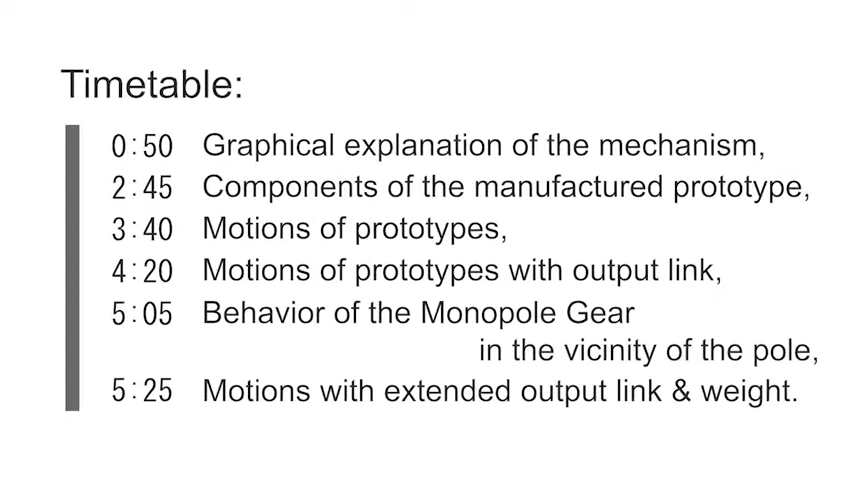 Timetable:
0:50 Graphical explanation of the mechanism,
2:45 Components of the manufactured prototype,
3:40 Motions of prototypes,
4:20 Motions of prototypes with output link,
5:05 Behavior of the Monopole Gear
in the vicinity of the pole,
5:25 Motions with extended output link & weight.